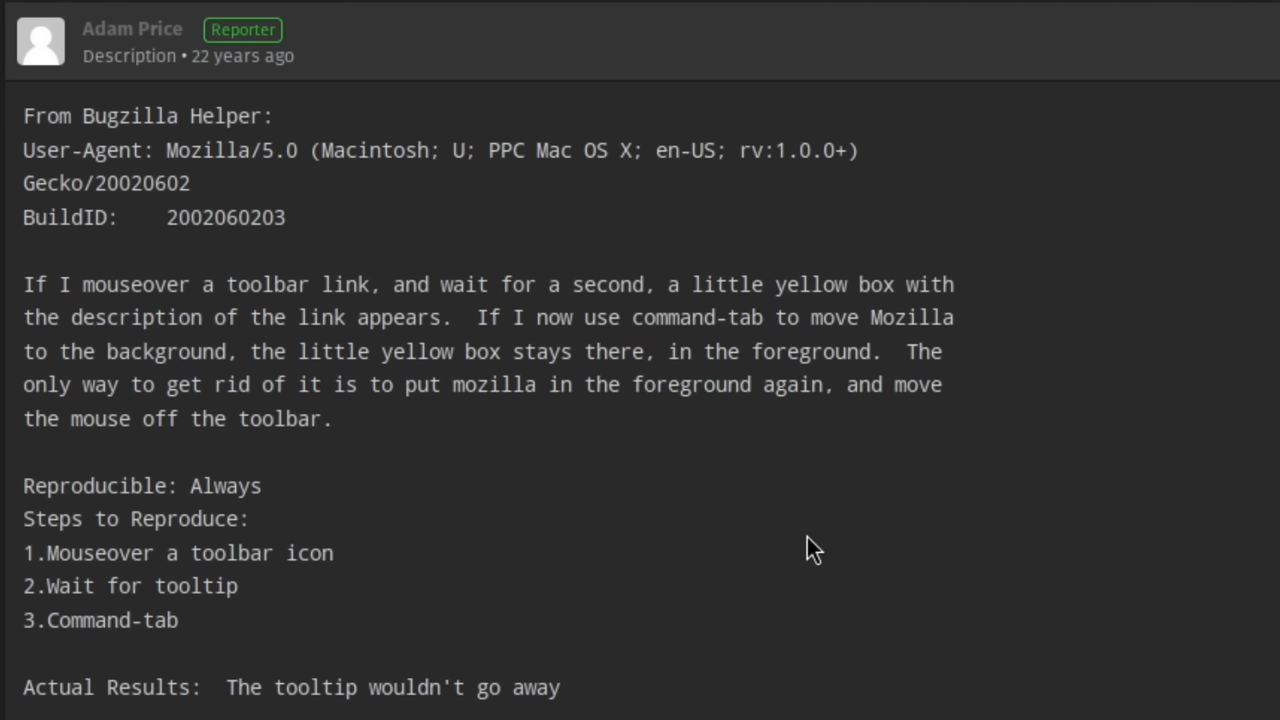 Adam Price Reporter
Description • 22 years ago
From Bugzilla Helper:
User-Agent: Mozilla/5.0 (Macintosh; U; PPC Mac OS X; en-US; rv:1.0.0+)
Gecko/20020602
BuildID:    2002060203
If I mouseover a toolbar link, and wait for a second, a little yellow box with
the description of the link appears.  If I now use command-tab to move Mozilla
to the background, the little yellow box stays there, in the foreground.  The
only way to get rid of it is to put mozilla in the foreground again, and move
the mouse off the toolbar.
Reproducible: Always
Steps to Reproduce:
1.Mouseover a toolbar icon
2.Wait for tooltip
3.Command-tab
Actual Results:  The tooltip wouldn't go away